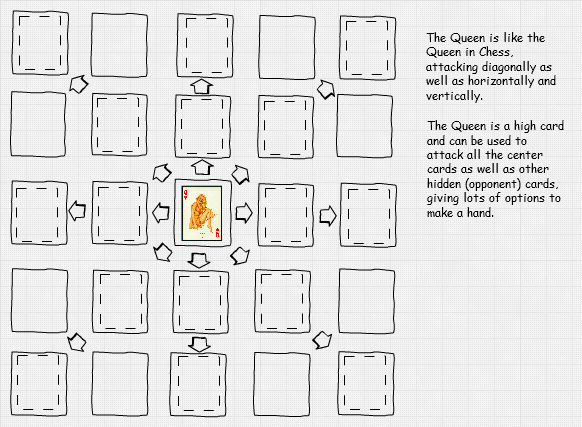 The Queen is like the
Queen in Chess,
attacking diagonally as
well as horizontally and
vertically.
The Queen is a high card
and can be used to
attack all the center
cards as well as other
hidden (opponent) cards,
giving lots of options to
make a hand.